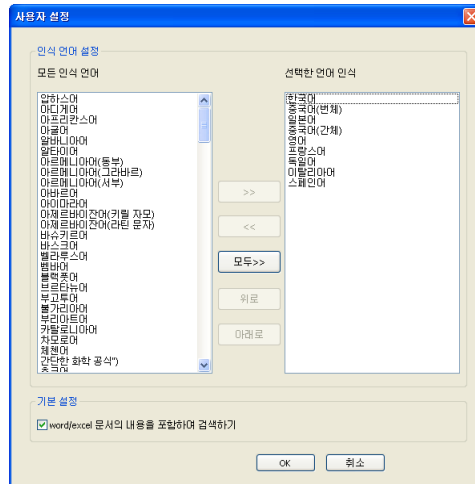 사용자 설정
인식 언어 설정
모든 인식 언어
선택한 언어 인식
압하스어
아디게어
아프리칸스어
아굴어
알바니아어
알타이어
아르메니아어(동부)
아르메니아어(그라바르)
아르메니아어(서부)
아바르어
아이마라어
아제르바이잔어(키릴 자모)
아제르바이잔어(라틴 문자)
바슈키르어
바스크어
벨라루스어
벰바어
블랙풋어
브르타뉴어
부고투어
불가리아어
부리아트어
카탈로니아어
차모로어
체첸어
간단한 화학 공식")
추크어
>>
<<
모두>>
위로
아래로
한국어
중국어(번체)
일본어
중국어(간체)
영어
프랑스어
독일어
이탈리아어
스페인어
기본 설정
word/excel 문서의 내용을 포함하며 검색하기
OK
취소